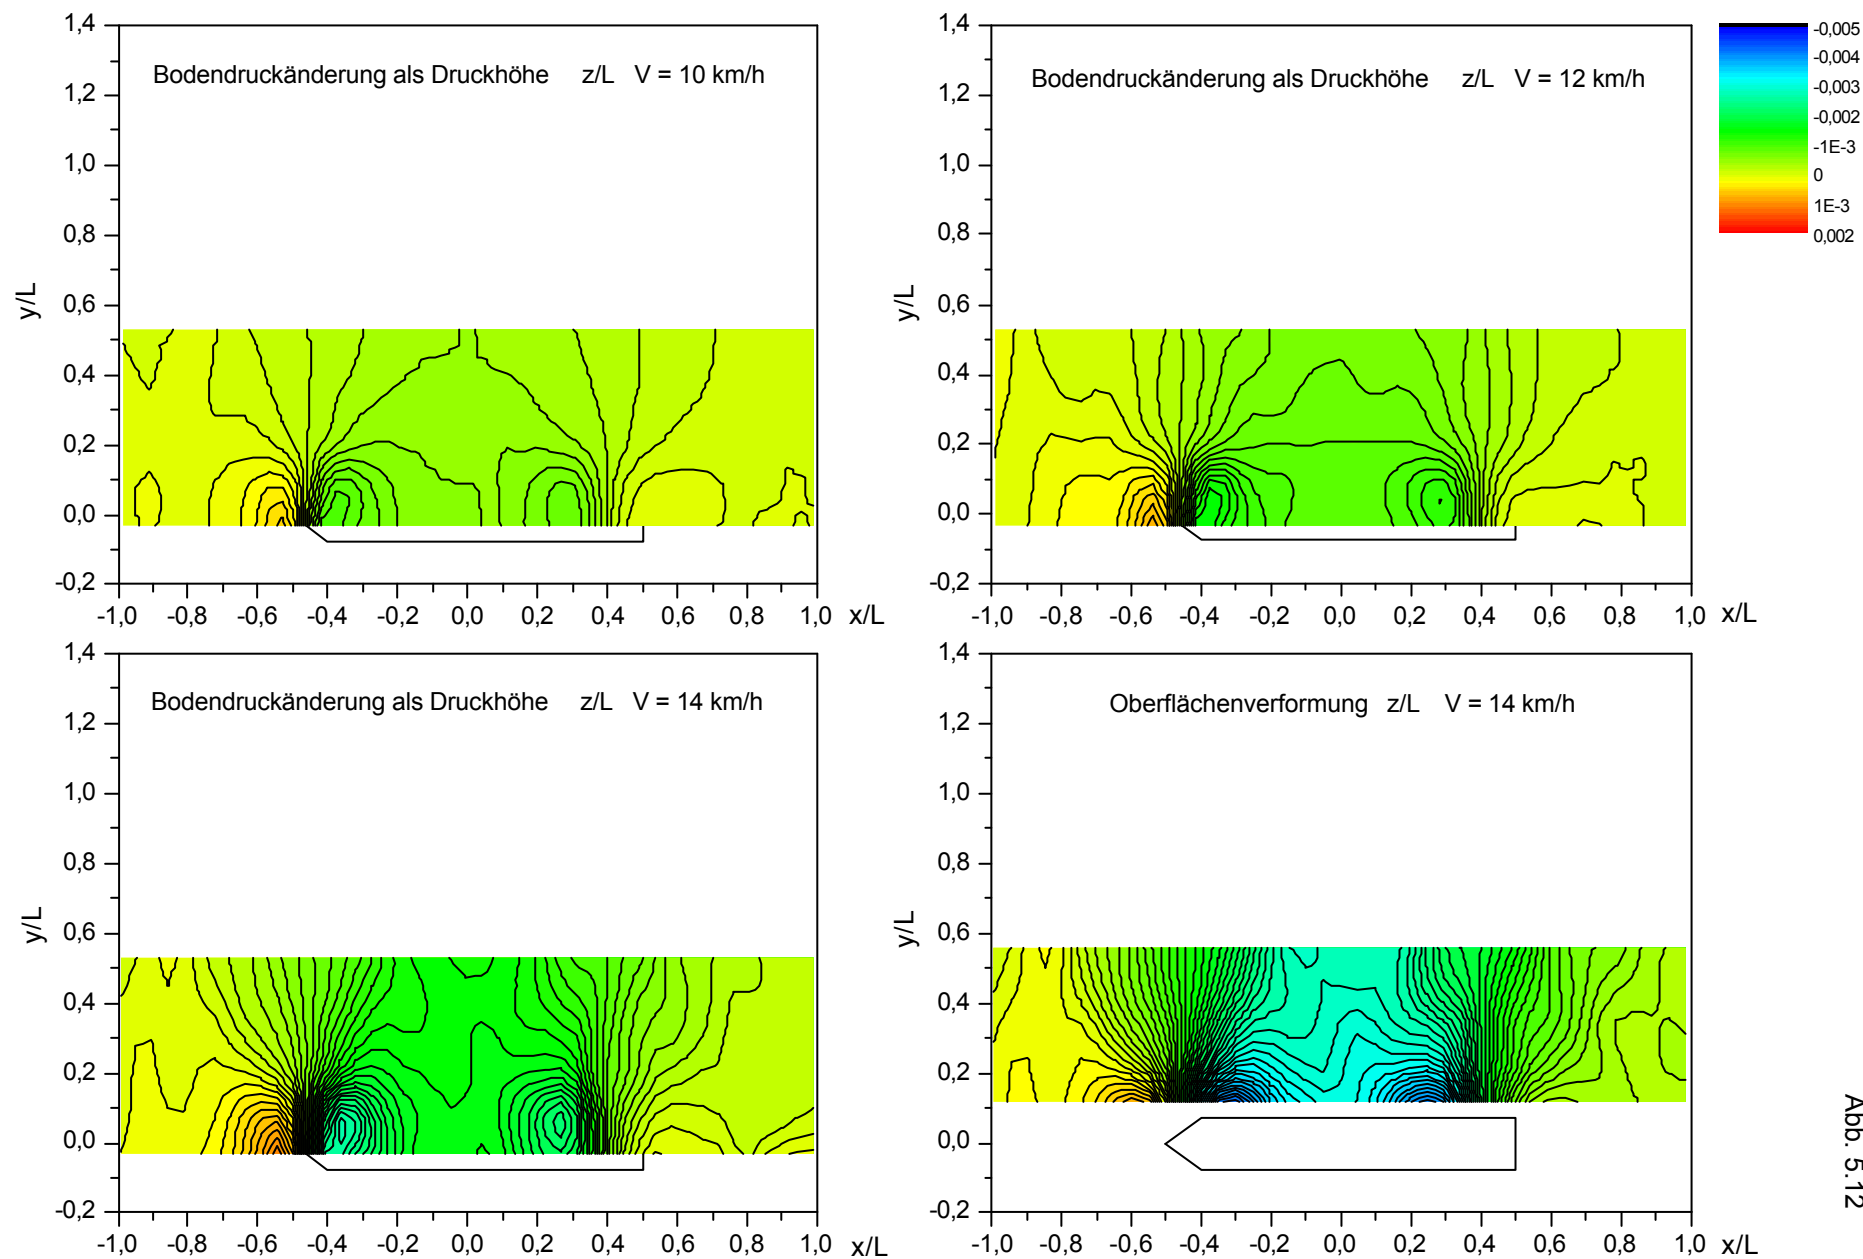 Bodendruckänderung als Druckhöhe z/L V = 10 km/h
1,4
1,2
1,0
0,8
0,6
0,4
0,2
0,0
-0,2
y/L
-1,0 -0,8 -0,6 -0,4 -0,2 0,0 0,2 0,4 0,6 0,8 1,0 x/L
Bodendruckänderung als Druckhöhe z/L V = 12 km/h
1,4
1,2
1,0
0,8
0,6
0,4
0,2
0,0
-0,2
y/L
-1,0 -0,8 -0,6 -0,4 -0,2 0,0 0,2 0,4 0,6 0,8 1,0 x/L
-0,005
-0,004
-0,003
-0,002
-1E-3
0
1E-3
0,002
Bodendruckänderung als Druckhöhe z/L V = 14 km/h
1,4
1,2
1,0
0,8
0,6
0,4
0,2
0,0
-0,2
y/L
-1,0 -0,8 -0,6 -0,4 -0,2 0,0 0,2 0,4 0,6 0,8 1,0 x/L
Oberflächenverformung z/L V = 14 km/h
1,4
1,2
1,0
0,8
0,6
0,4
0,2
0,0
-0,2
y/L
-1,0 -0,8 -0,6 -0,4 -0,2 0,0 0,2 0,4 0,6 0,8 1,0 x/L
Abb. 5.12